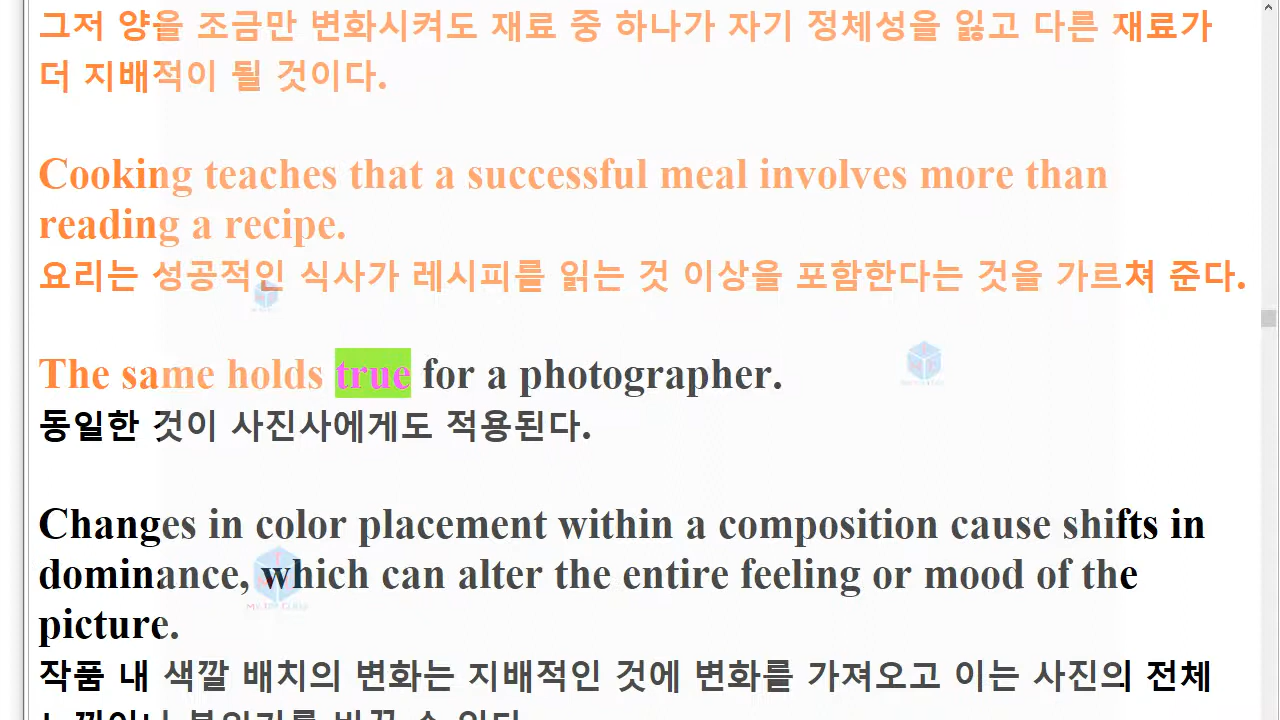 그저 양을 조금만 변화시켜도 재료 중 하나가 자기 정체성을 잃고 다른 재료가
더 지배적이 될 것이다.
Cooking teaches that a successful meal involves more than
reading a recipe.
요리는 성공적인 식사가 레시피를 읽는 것 이상을 포함한다는 것을 가르쳐 준다.
The same holds true for a photographer.
동일한 것이 사진사에게도 적용된다.
Changes in color placement within a composition cause shifts in
dominance, which can alter the entire feeling or mood of the
picture.
작품 내 색깔 배치의 변화는 지배적인 것에 변화를 가져오고 이는 사진의 전체